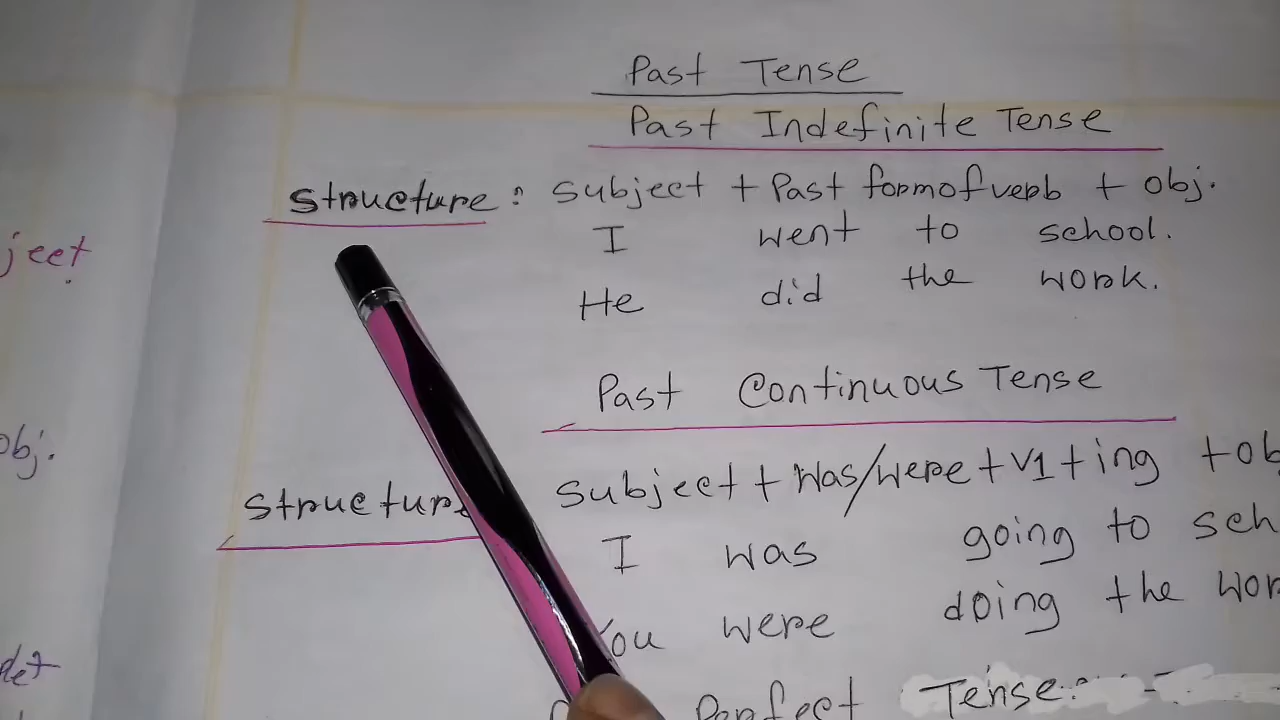 Past Tense
Past Indefinite Tense
Structure: Subject + Past form of verb + obj.
I went to school.
He did the work.
Past Continuous Tense
Structure Subject + Was/Were + V1 + ing + ob
I was going to sch
You were doing the wor
Perfect Tense
ject
obj.